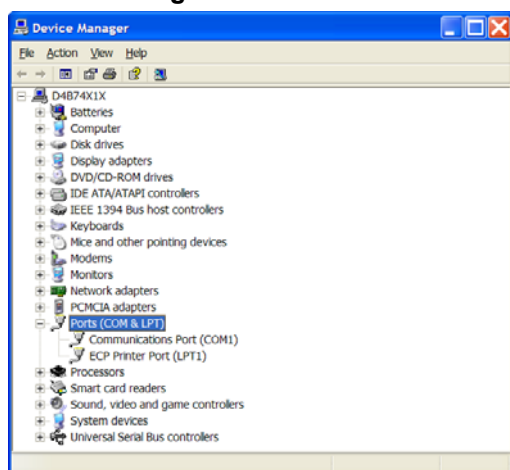 Device Manager
File Action View Help
D4B74X1X
Batteries
Computer
Disk drives
Display adapters
DVD/CD-ROM drives
IDE ATA/ATAPI controllers
IEEE 1394 Bus host controllers
Keyboards
Mice and other pointing devices
Modems
Monitors
Network adapters
PCMCIA adapters
Ports (COM & LPT)
Communications Port (COM1)
ECP Printer Port (LPT1)
Processors
Smart card readers
Sound, video and game controllers
System devices
Universal Serial Bus controllers